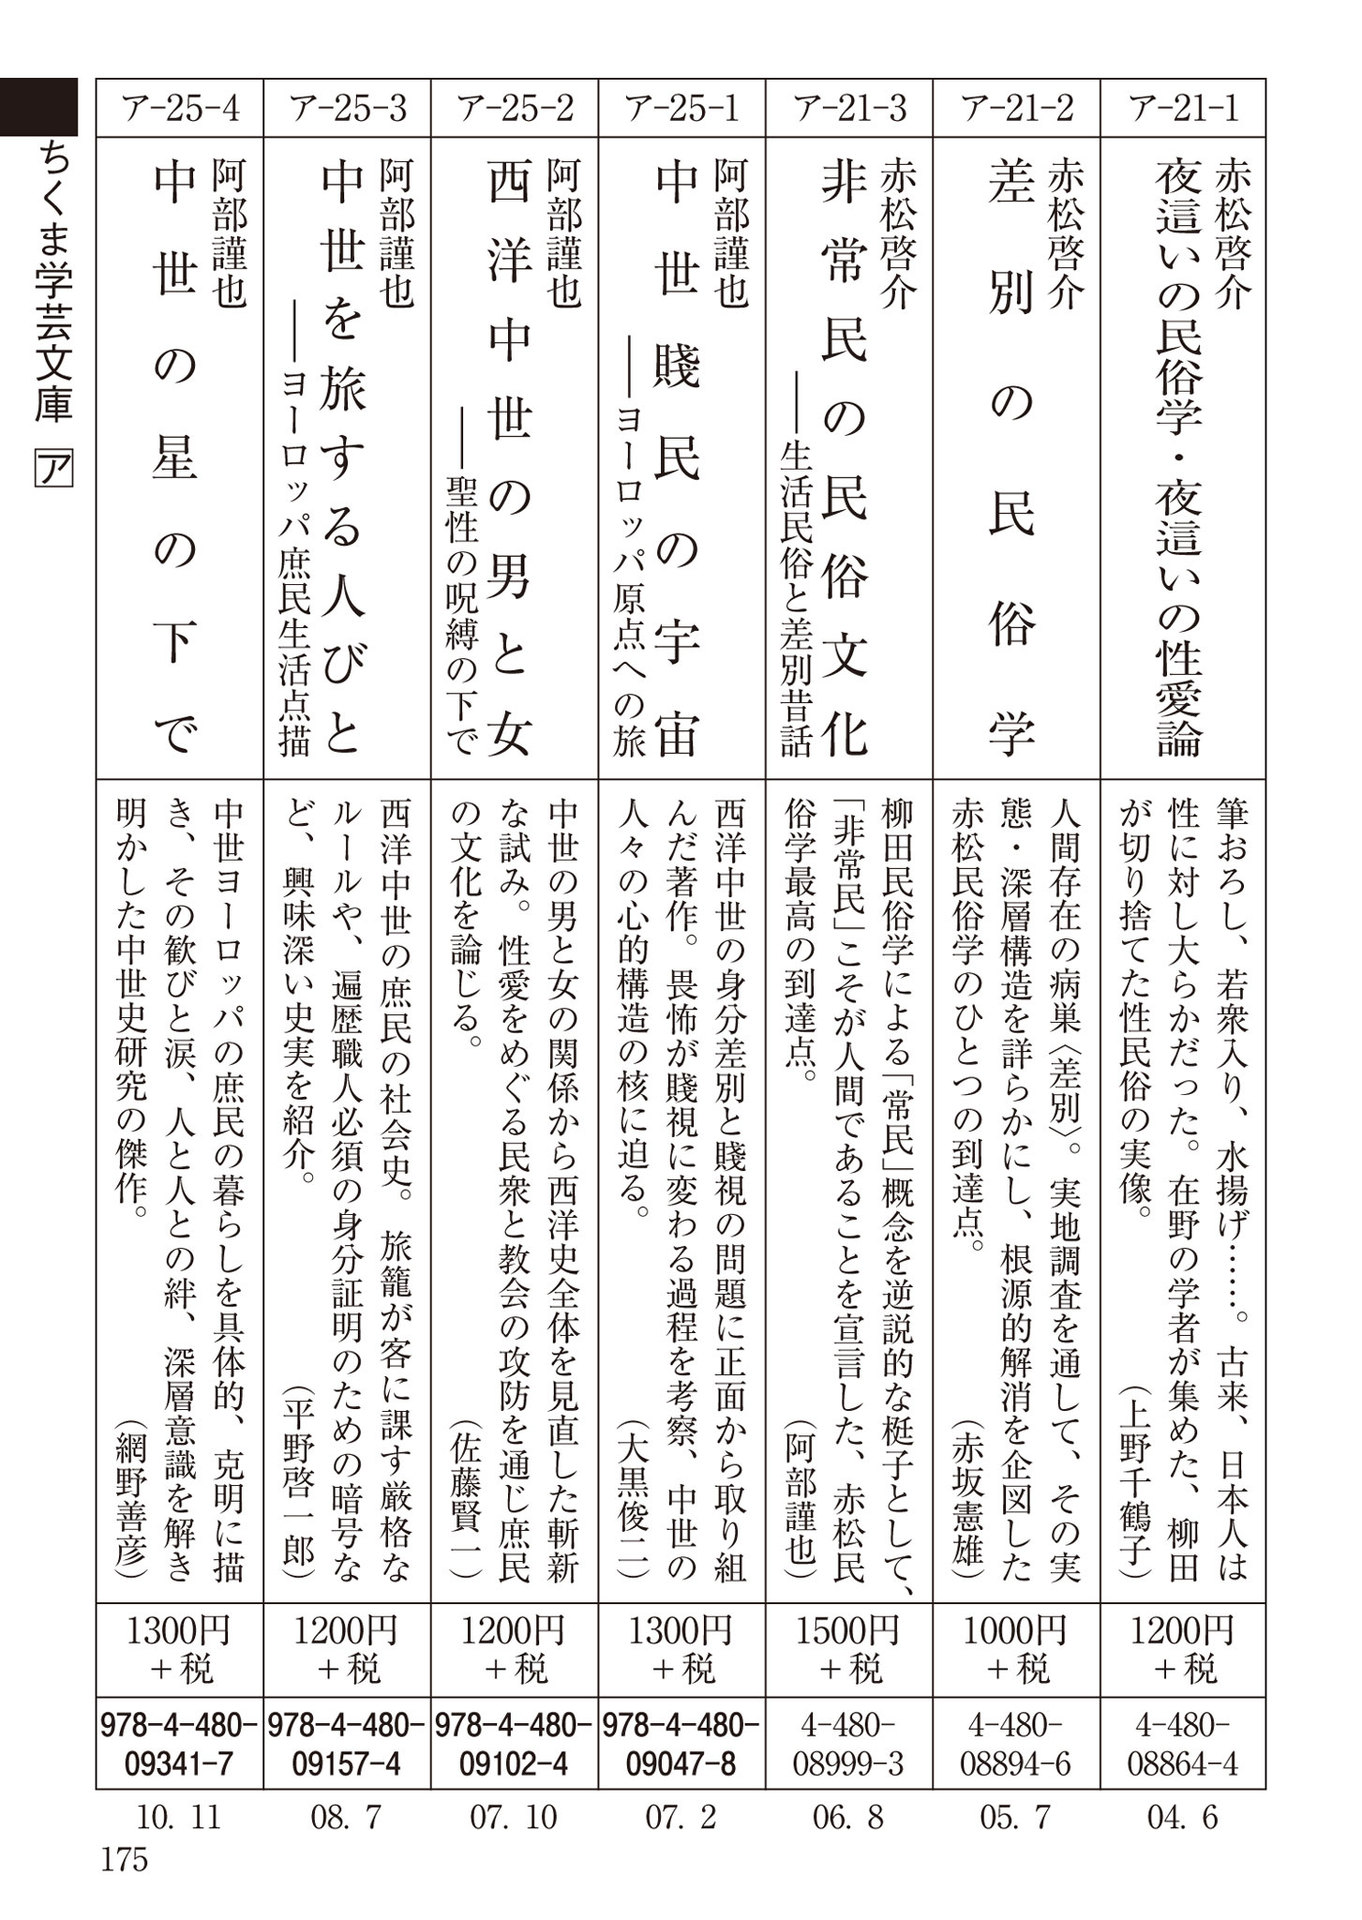 ア-21-1
赤松啓介
夜這いの民俗学・夜這いの性愛論
筆おろし、若衆入り、水揚げ……。古来、日本人は
性に対し大らかだった。在野の学者が集めた、柳田
が切り捨てた性民俗の実像。
（上野千鶴子）
1200円
＋税
4-480-
08864-4
04. 6
ア-21-2
赤松啓介
差別の民俗学
人間存在の病巣〈差別〉。実地調査を通して、その実
態・深層構造を詳らかにし、根源的解消を企図した
赤松民俗学のひとつの到達点。
（赤坂憲雄）
1000円
＋税
4-480-
08894-6
05. 7
ア-21-3
赤松啓介
非常民の民俗文化
――生活民俗と差別昔話
柳田民俗学による「常民」概念を逆説的な梃子として、
「非常民」こそが人間であることを宣言した、赤松民
俗学最高の到達点。
（阿部謹也）
1500円
＋税
4-480-
08999-3
06. 8
ア-25-1
阿部謹也
中世賤民の宇宙
――ヨーロッパ原点への旅
西洋中世の身分差別と賤視の問題に正面から取り組
んだ著作。畏怖が賤視に変わる過程を考察、中世の
人々の心的構造の核に迫る。
（大黒俊二）
1300円
＋税
978-4-480-
09047-8
07. 2
ア-25-2
阿部謹也
西洋中世の男と女
――聖性の呪縛の下で
中世の男と女の関係から西洋史全体を見直した斬新
な試み。性愛をめぐる民衆と教会の攻防を通じ庶民
の文化を論じる。
（佐藤賢一）
1200円
＋税
978-4-480-
09102-4
07. 10
ア-25-3
阿部謹也
中世を旅する人びと
――ヨーロッパ庶民生活点描
西洋中世の庶民の社会史。旅籠が客に課す厳格な
ルールや、遍歴職人必須の身分証明のための暗号な
ど、興味深い史実を紹介。
（平野啓一郎）
1200円
＋税
978-4-480-
09157-4
08. 7
ア-25-4
阿部謹也
中世の星の下で
中世ヨーロッパの庶民の暮らしを具体的、克明に描
き、その歓びと涙、人と人との絆、深層意識を解き
明かした中世史研究の傑作。
（網野善彦）
1300円
＋税
978-4-480-
09341-7
10. 11
ちくま学芸文庫 ア
175